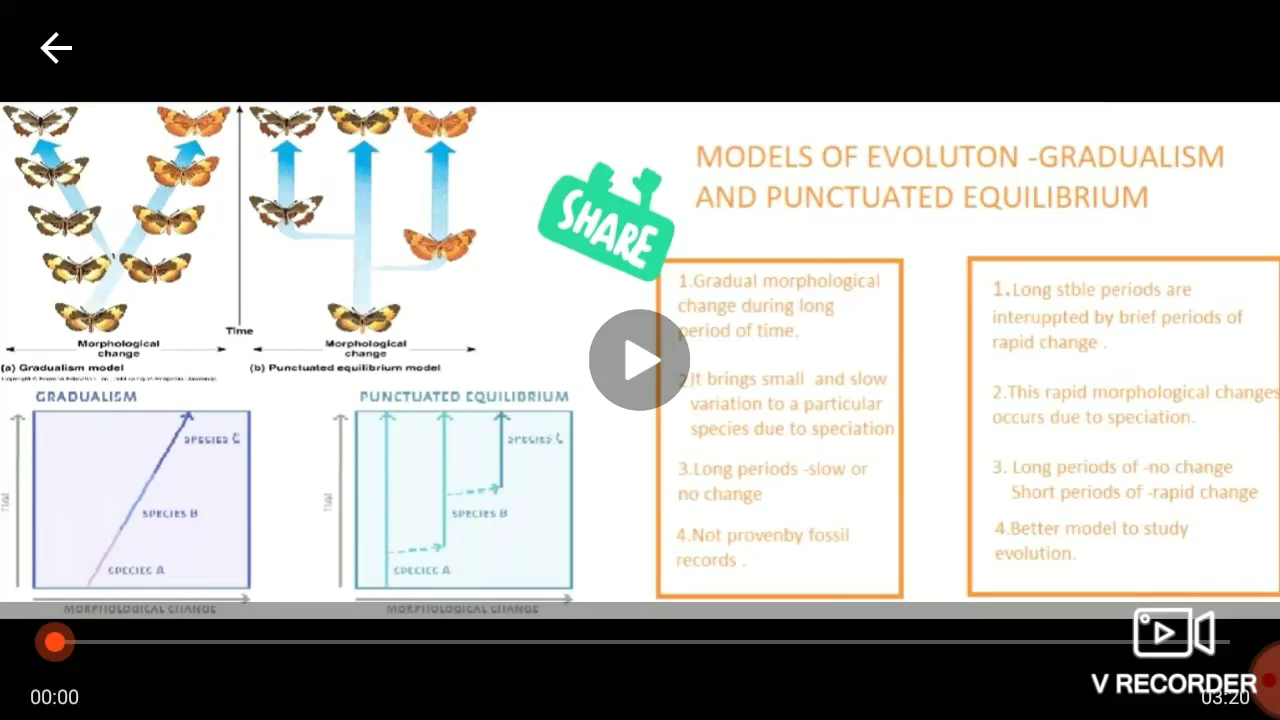 SHARE
MODELS OF EVOLUTON -GRADUALISM
AND PUNCTUATED EQUILIBRIUM
Time
Morphological
change
Morphological
change
(a) Gradualism model
(b) Punctuated equilibrium model
GRADUALISM
SPECIES C
SPECIES B
SPECIES A
TIME
MORPHOLOGICAL CHANGE
PUNCTUATED EQUILIBRIUM
SPECIES C
SPECIES B
SPECIES A
TIME
MORPHOLOGICAL CHANGE
1.Gradual morphological
change during long
period of time.
2.It brings small and slow
variation to a particular
species due to speciation
3.Long periods -slow or
no change
4.Not provenby fossil
records .
1.Long stble periods are
interuppted by brief periods of
rapid change .
2.This rapid morphological changes
occurs due to speciation.
3. Long periods of -no change
Short periods of -rapid change
4.Better model to study
evolution.
V RECORDER
00:00
03:20